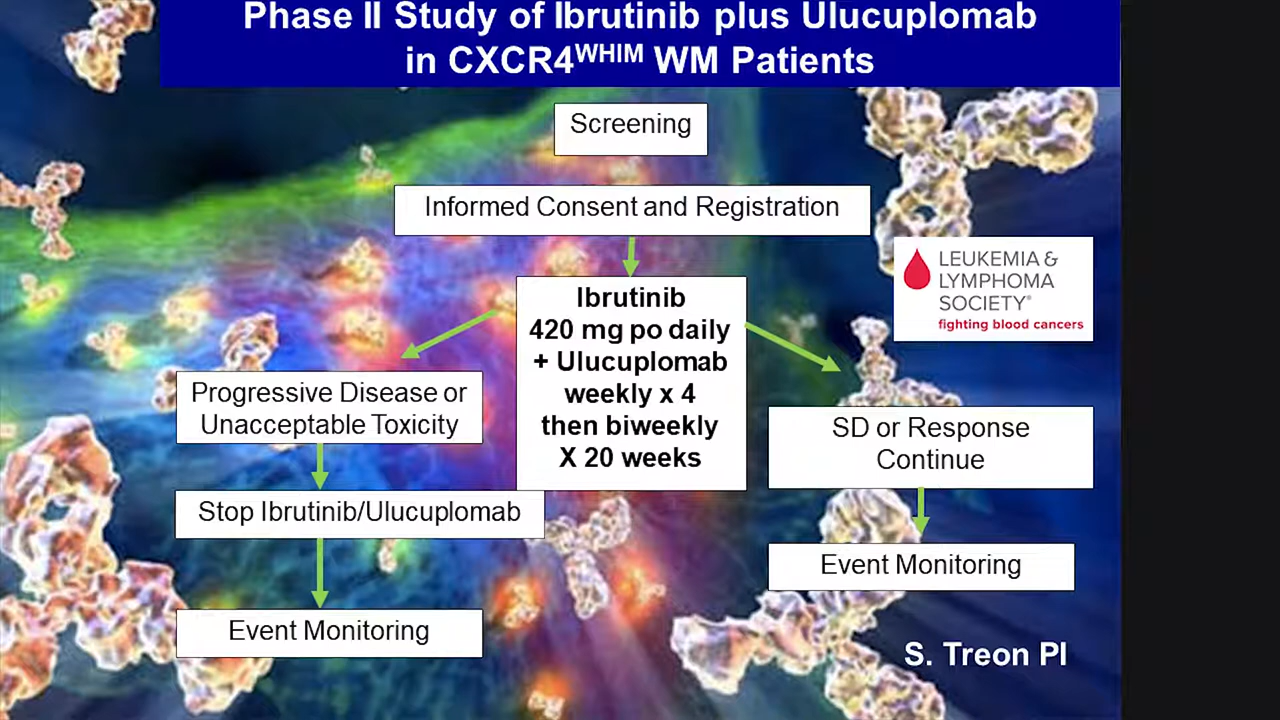 Phase II Study of Ibrutinib plus Ulucuplomab
in CXCR4WHIM WM Patients
Screening
Informed Consent and Registration
LEUKEMIA &
LYMPHOMA
SOCIETY®
fighting blood cancers
Ibrutinib
420 mg po daily
+ Ulucuplomab
weekly x 4
then biweekly
X 20 weeks
Progressive Disease or
Unacceptable Toxicity
SD or Response
Continue
Stop Ibrutinib/Ulucuplomab
Event Monitoring
Event Monitoring
S. Treon PI